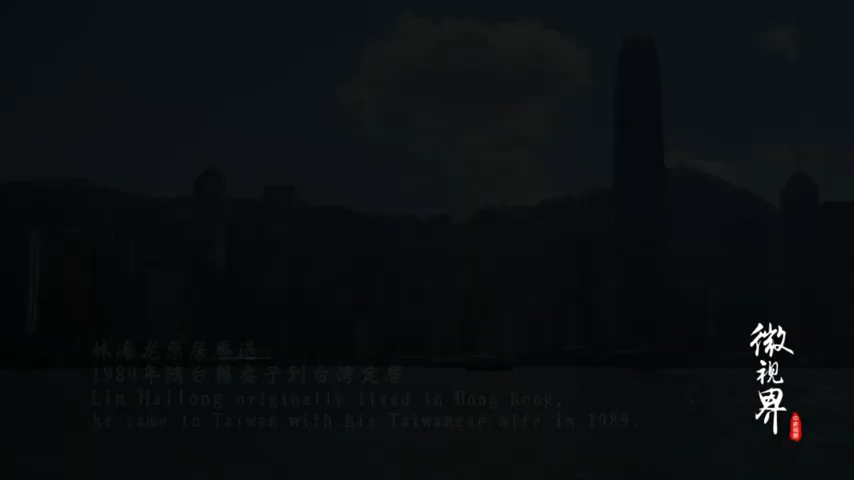 林海龙原居香港
1989年随台籍妻子到台湾定居
Lin Hailong originally lived in Hong Kong,
he came to Taiwan with his Taiwanese wife in 1989.
微
视
界